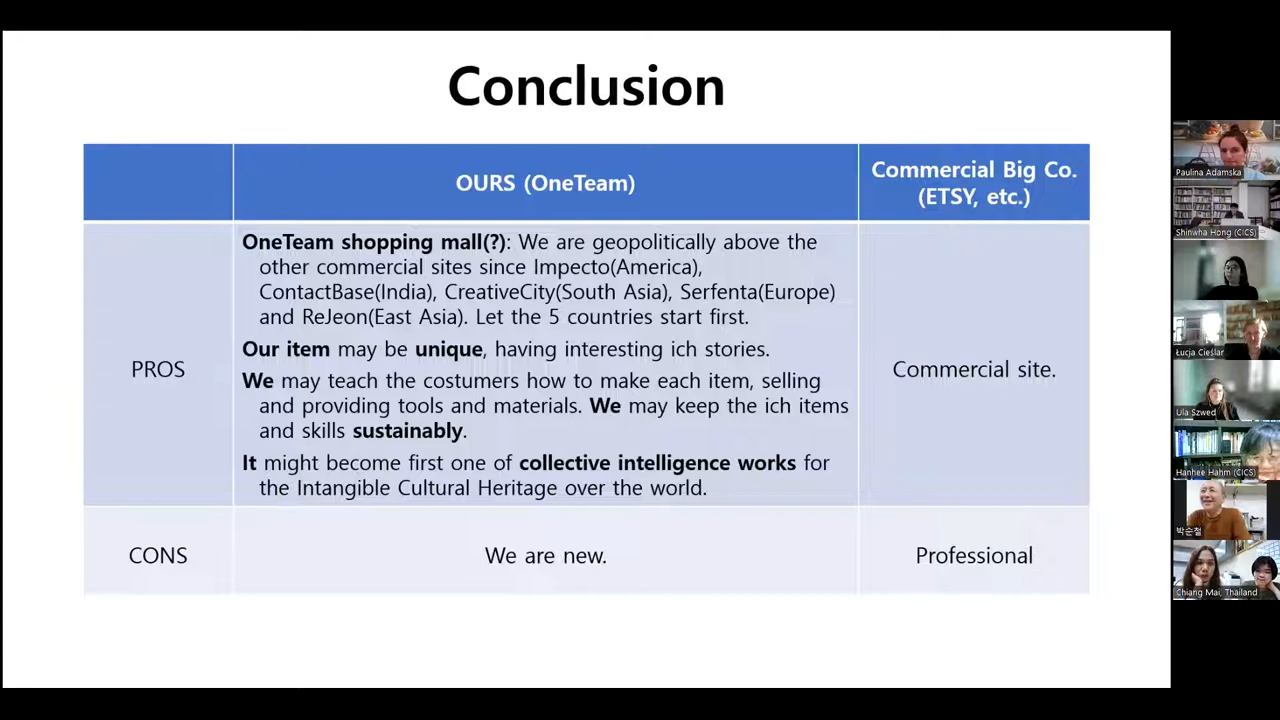 Conclusion
OURS (OneTeam)
Commercial Big Co.
(ETSY, etc.)
PROS
OneTeam shopping mall(?): We are geopolitically above the
other commercial sites since Impecto(America),
ContactBase(India), CreativeCity(South Asia), Serfenta(Europe)
and ReJeon(East Asia). Let the 5 countries start first.
Our item may be unique, having interesting ich stories.
We may teach the costumers how to make each item, selling
and providing tools and materials. We may keep the ich items
and skills sustainably.
It might become first one of collective intelligence works for
the Intangible Cultural Heritage over the world.
Commercial site.
CONS
We are new.
Professional
Paulina Adamska
Shinwha Hong (CICS)
Łucja Cieślar
Ula Szwed
Hanhee Hahm (CICS)
박순철
Chiang Mai, Thailand